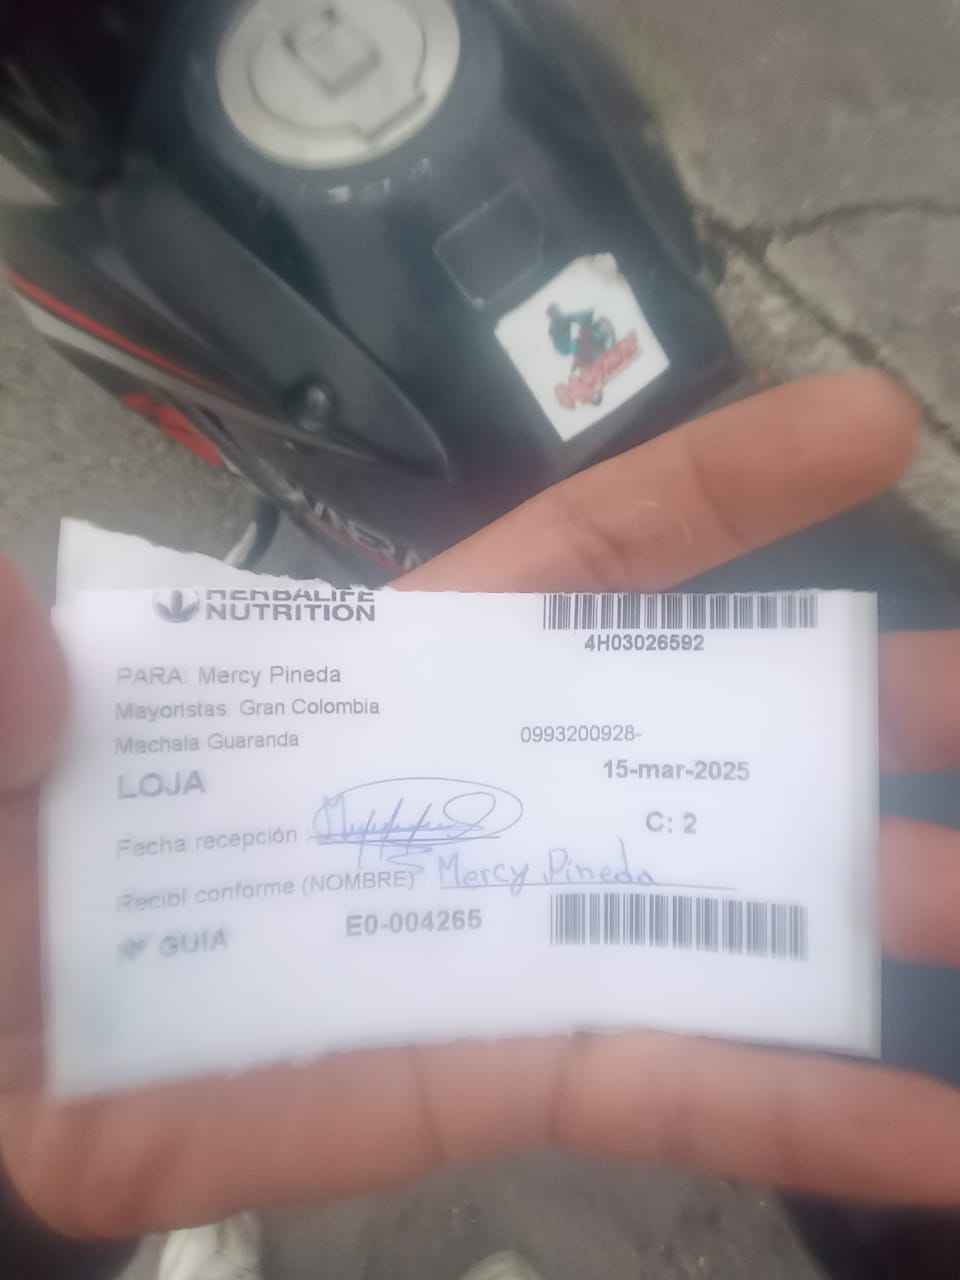 HERBALIFE
NUTRITION
4H03026592
PARA: Mercy Pineda
Mayoristas: Gran Colombia
Machala Guaranda
0993200928-
LOJA
15-mar-2025
Fecha recepción
C: 2
Recibí conforme (NOMBRE) Mercy Pineda
# GUIA
E0-004265